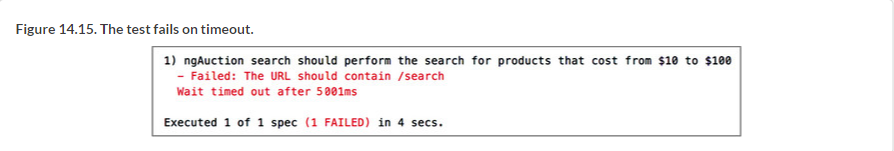 Figure 14.15. The test fails on timeout.
1) ngAuction search should perform the search for products that cost from $10 to $100
- Failed: The URL should contain /search
Wait timed out after 5001ms
Executed 1 of 1 spec (1 FAILED) in 4 secs.